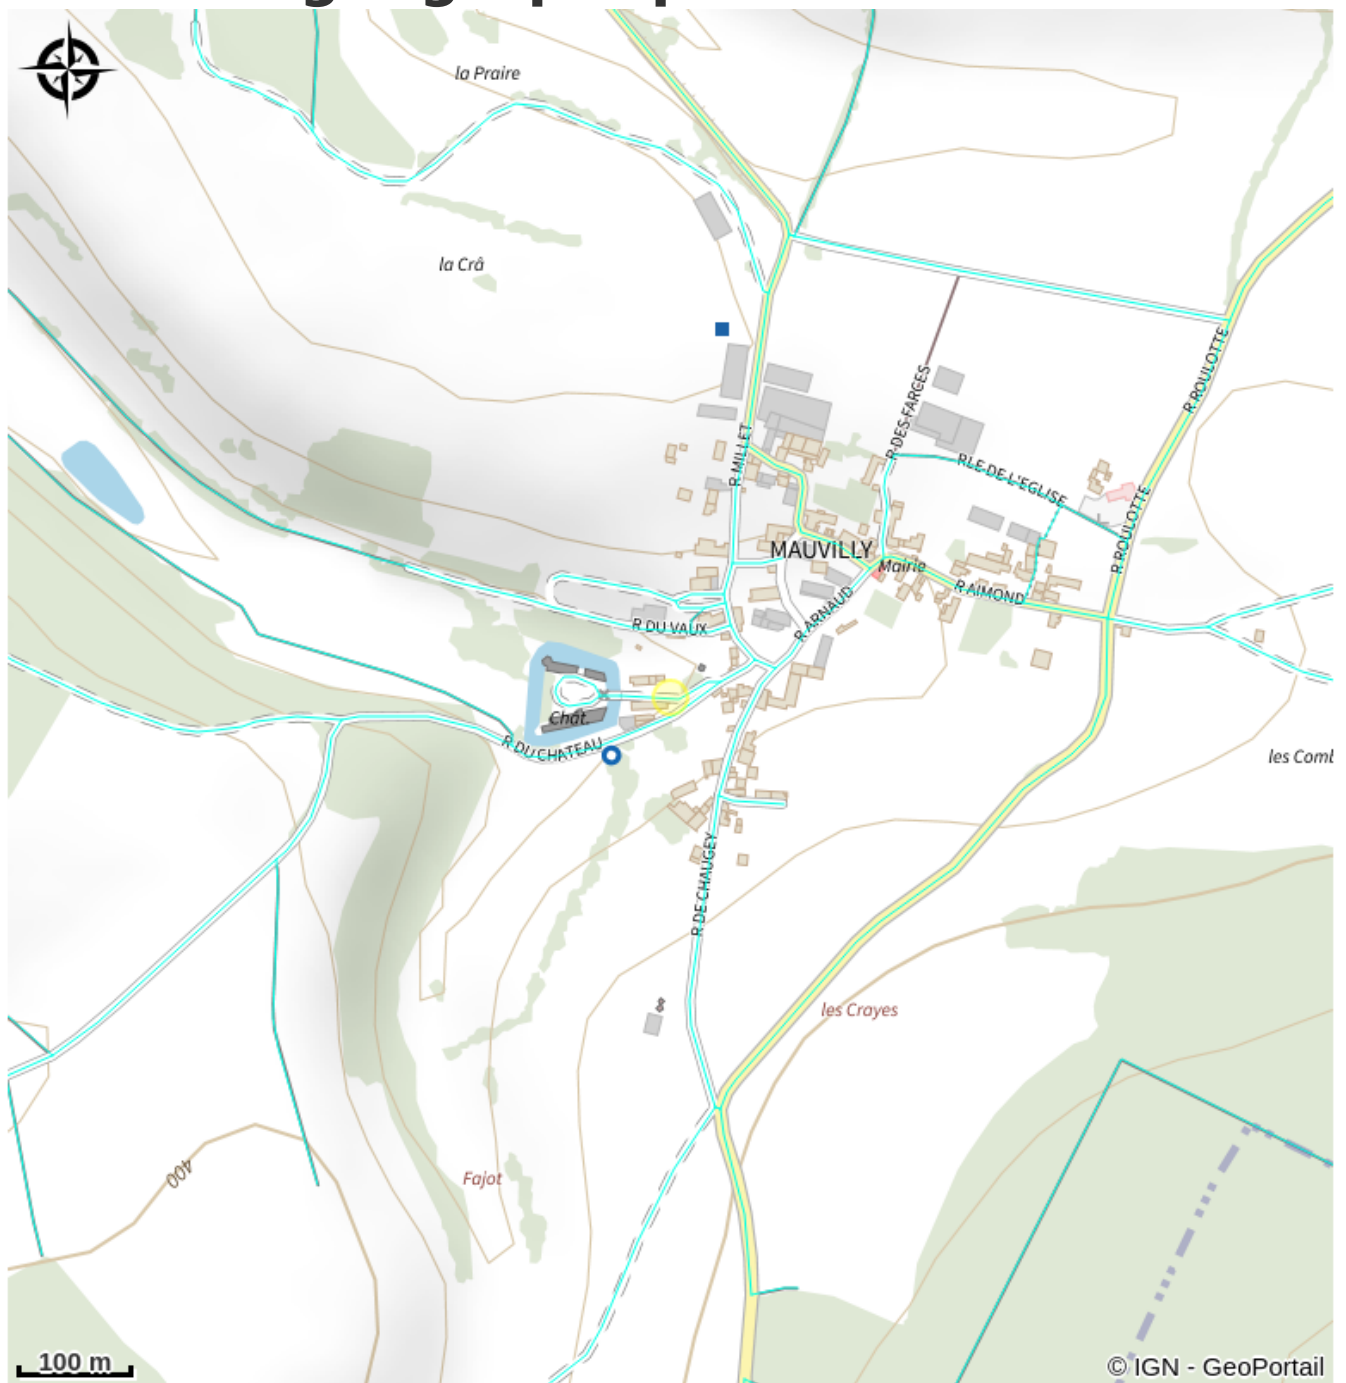 la Praire
la Crâ
R ROULOTTE
R DES FARGES
R MILLET
RLE DE L'EGLISE
R ROULOTTE
MAUVILLY
Mairie
R AIMOND
R ARNAUD
R DU VAUX
Chât.
R DU CHATEAU
les Comb
R DE CHAUGEY
les Crayes
400
Fajot
100 m
© IGN - GeoPortail